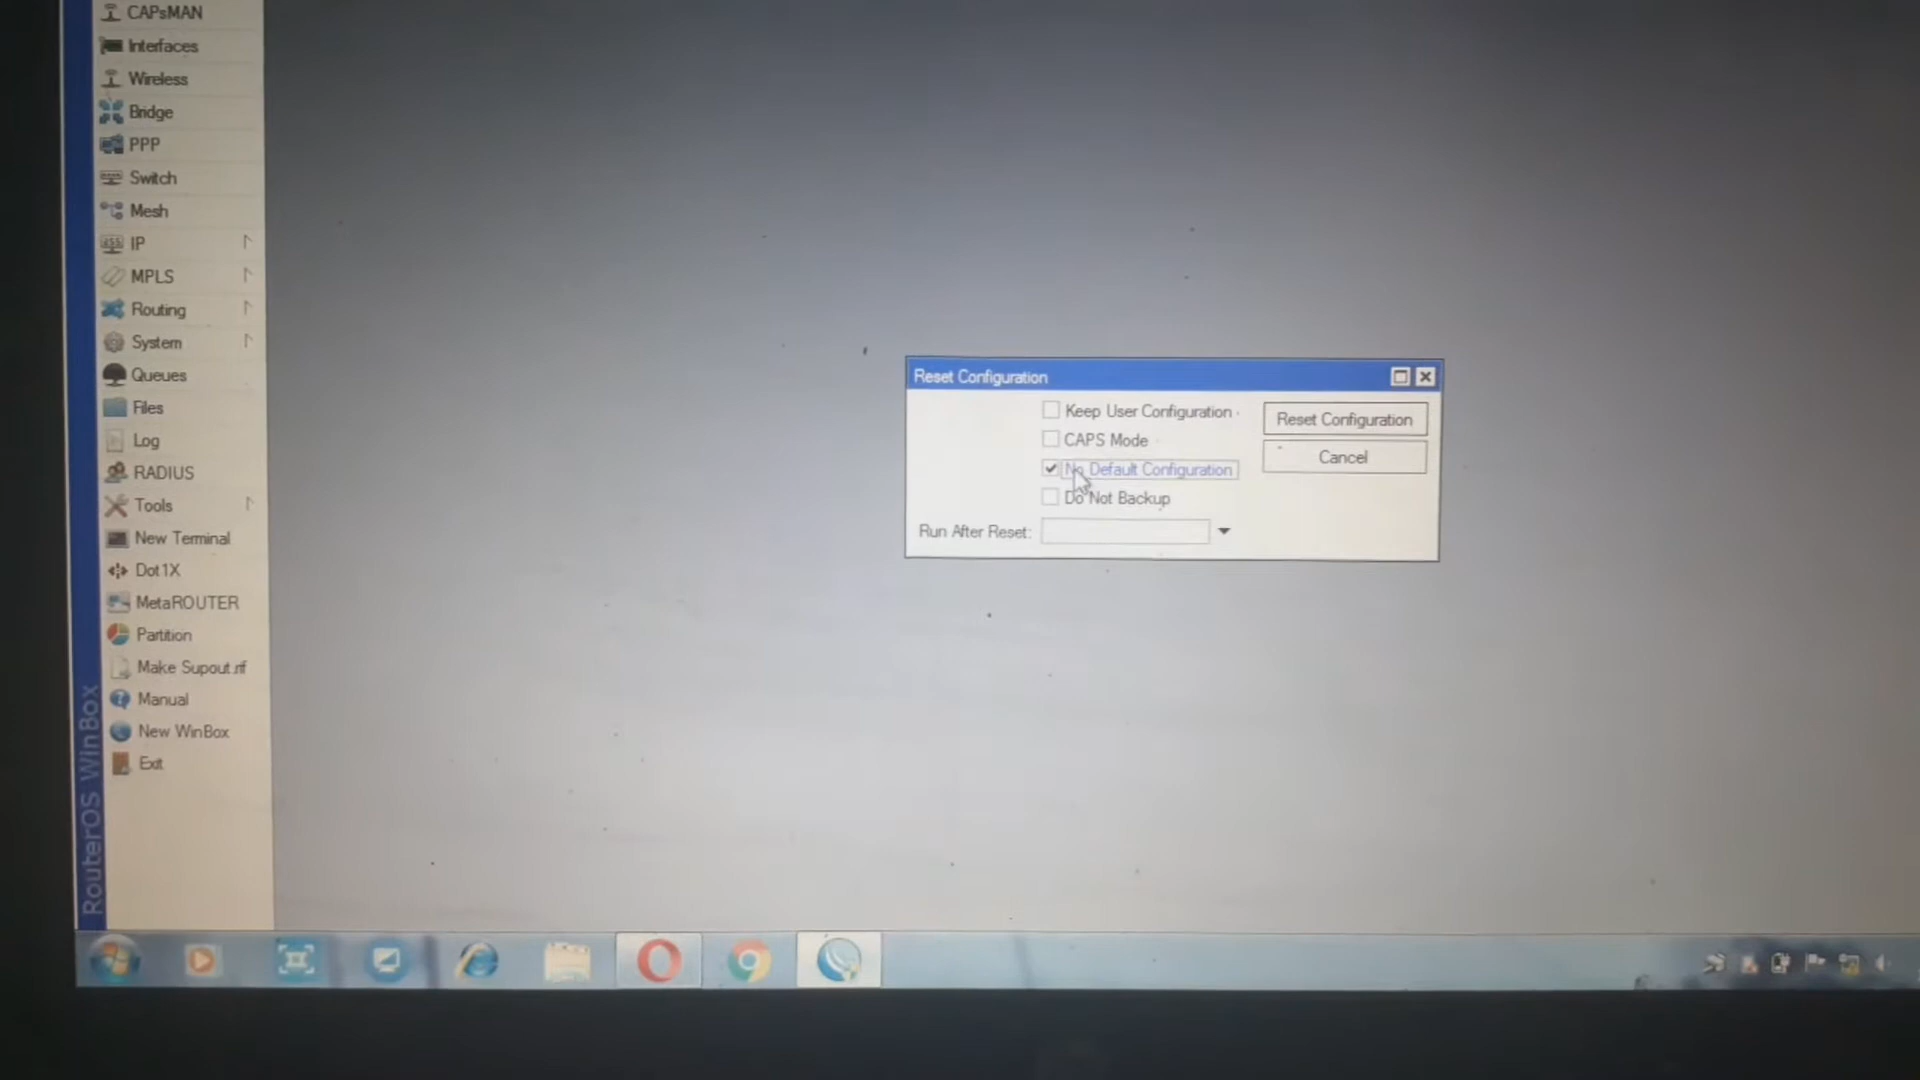 CAPsMAN
Interfaces
Wireless
Bridge
PPP
Switch
Mesh
IP
MPLS
Routing
System
Queues
Files
Log
RADIUS
Tools
New Terminal
Dot1X
MetaROUTER
Partition
Make Supout.rif
Manual
New WinBox
Exit
RouterOS WinBox
Reset Configuration
Keep User Configuration
CAPS Mode
No Default Configuration
Do Not Backup
Run After Reset:
Reset Configuration
Cancel